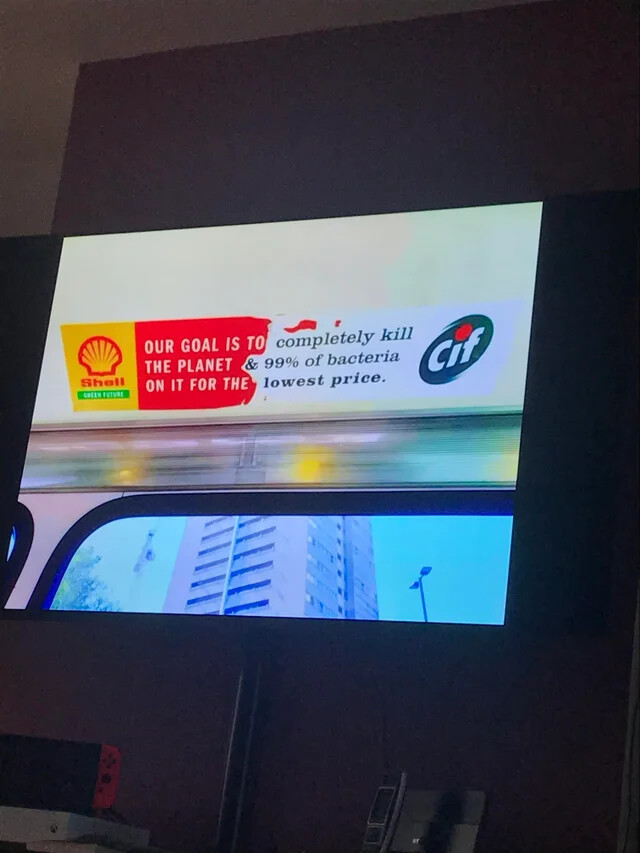 OUR GOAL IS TO completely kill
THE PLANET & 99% of bacteria
ON IT FOR THE lowest price.
Shell
GREEN FUTURE
Cif